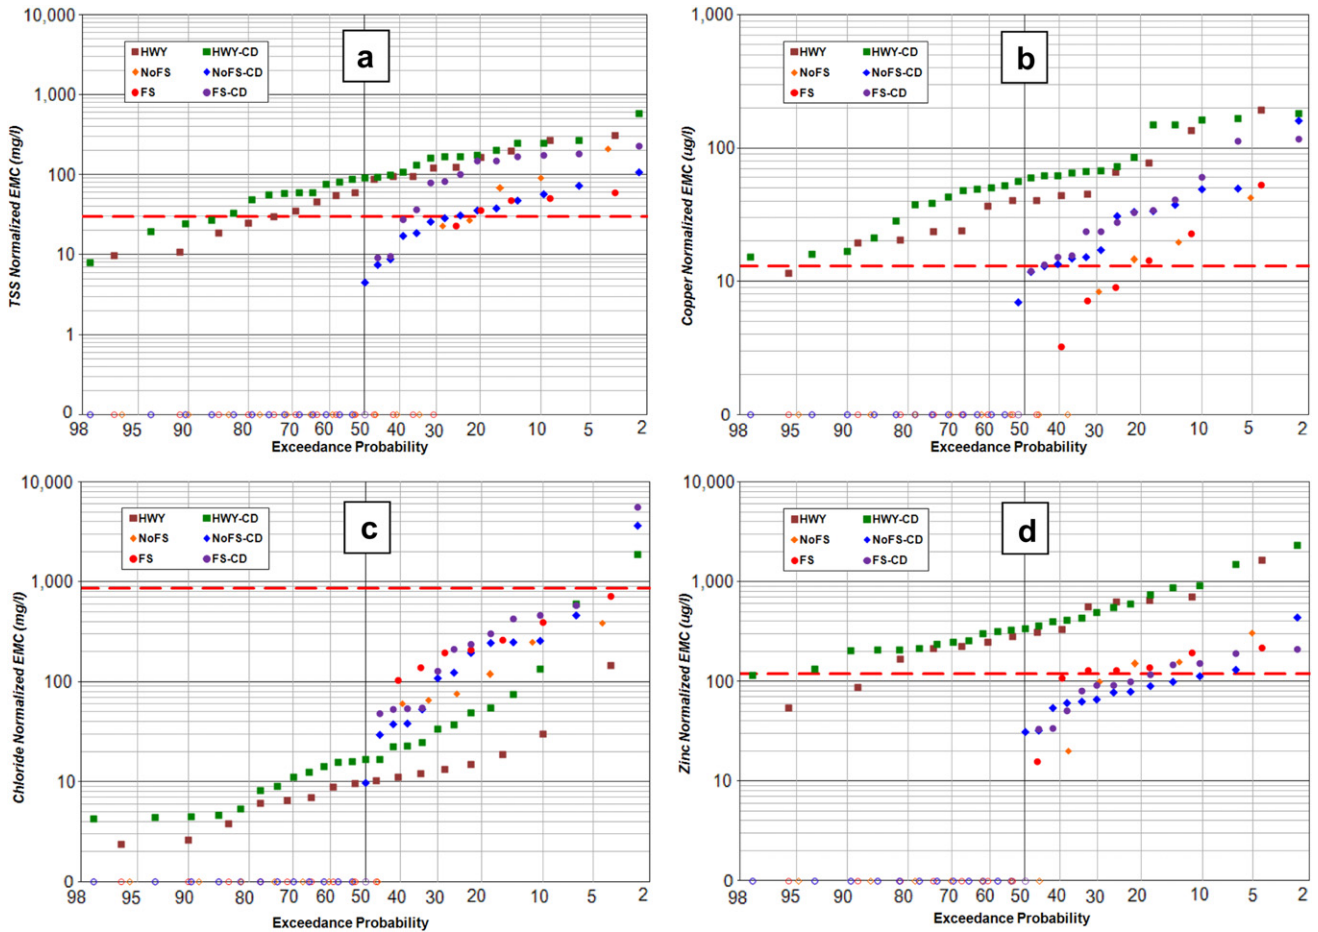 10,000
1,000
100
10
1
0
TSS Normalized EMC (mg/l)
HWY HWY-CD
NoFS NoFS-CD
FS FS-CD
a
98 95 90 80 70 60 50 40 30 20 10 5 2
Exceedance Probability
1,000
100
10
0
Copper Normalized EMC (ug/l)
HWY HWY-CD
NoFS NoFS-CD
FS FS-CD
b
98 95 90 80 70 60 50 40 30 20 10 5 2
Exceedance Probability
10,000
1,000
100
10
0
Chloride Normalized EMC (mg/l)
HWY HWY-CD
NoFS NoFS-CD
FS FS-CD
c
98 95 90 80 70 60 50 40 30 20 10 5 2
Exceedance Probability
10,000
1,000
100
10
0
Zinc Normalized EMC (ug/l)
HWY HWY-CD
NoFS NoFS-CD
FS FS-CD
d
98 95 90 80 70 60 50 40 30 20 10 5 2
Exceedance Probability